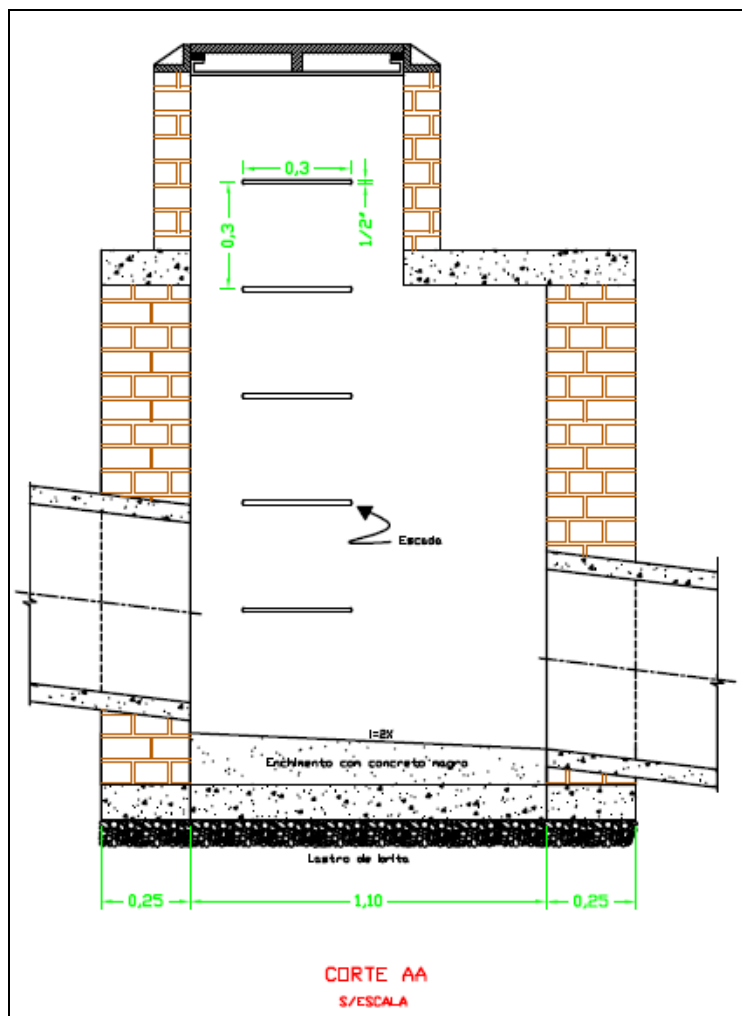 0,3
0,3
1/2"
Escada
i=2%
Enchimento com concreto magro
Lastro de brita
0,25
1,10
0,25
CORTE AA
S/ESCALA